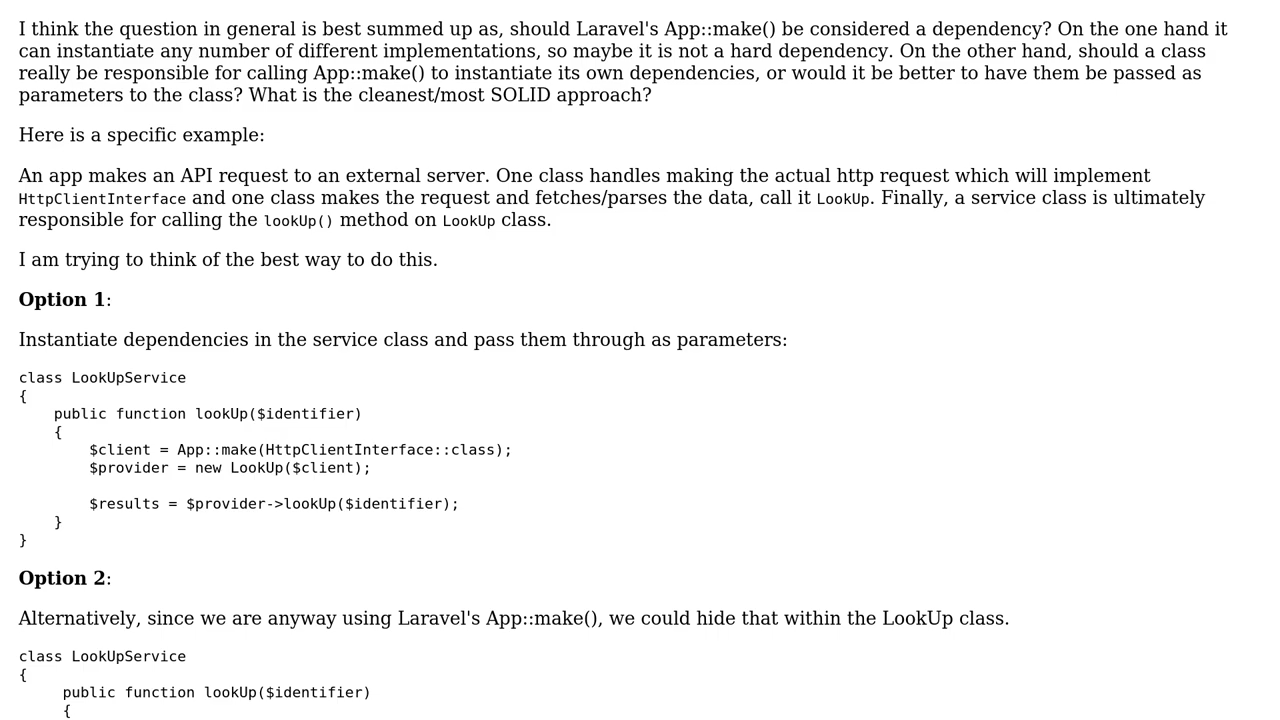 I think the question in general is best summed up as, should Laravel's App::make() be considered a dependency? On the one hand it
can instantiate any number of different implementations, so maybe it is not a hard dependency. On the other hand, should a class
really be responsible for calling App::make() to instantiate its own dependencies, or would it be better to have them be passed as
parameters to the class? What is the cleanest/most SOLID approach?
Here is a specific example:
An app makes an API request to an external server. One class handles making the actual http request which will implement
HttpClientInterface and one class makes the request and fetches/parses the data, call it LookUp. Finally, a service class is ultimately
responsible for calling the lookUp() method on LookUp class.
I am trying to think of the best way to do this.
Option 1:
Instantiate dependencies in the service class and pass them through as parameters:
class LookUpService
{
    public function lookUp($identifier)
    {
        $client = App::make(HttpClientInterface::class);
        $provider = new LookUp($client);
        $results = $provider->lookUp($identifier);
    }
}
Option 2:
Alternatively, since we are anyway using Laravel's App::make(), we could hide that within the LookUp class.
class LookUpService
{
     public function lookUp($identifier)
     {